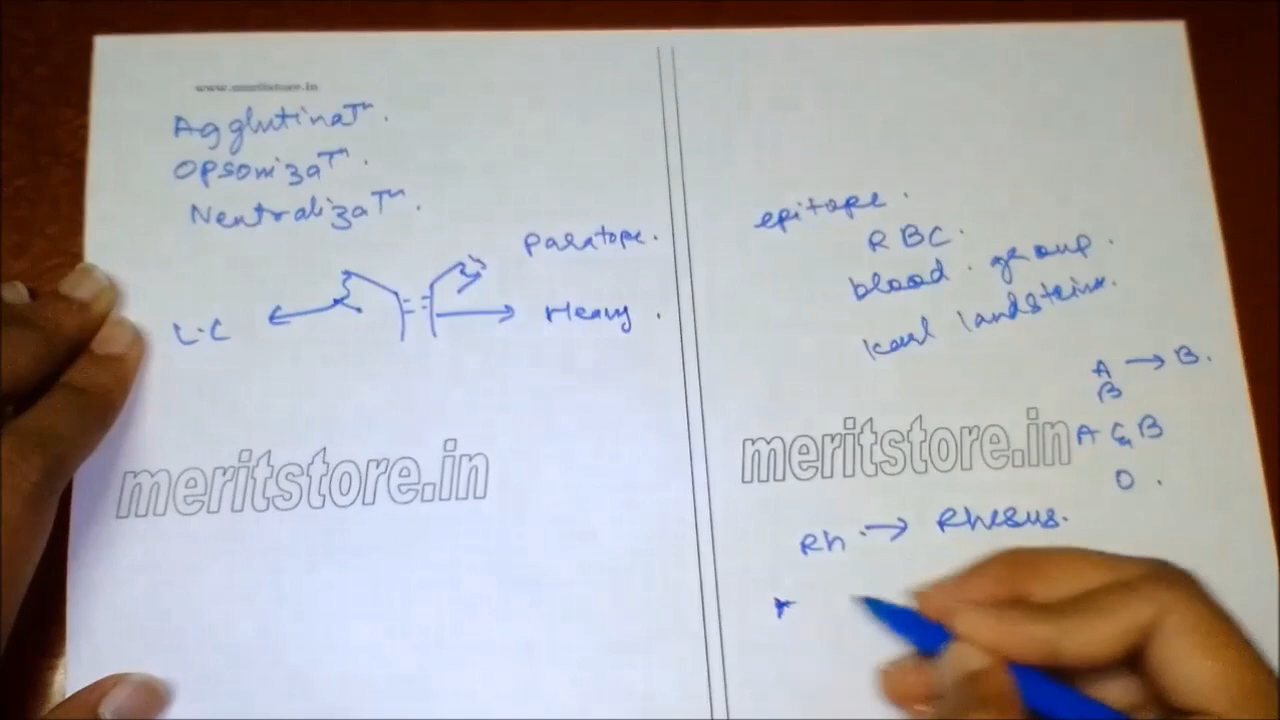 www.meritstore.in
AgglutinaTn.
OpsonizaTn.
NeutralizaTn.
Paratope.
L.C
Heavy.
meritstore.in
epitope.
RBC.
blood. group.
Karl landsteiner.
A → B.
B
A & B
O.
meritstore.in
Rh. → Rhesus.